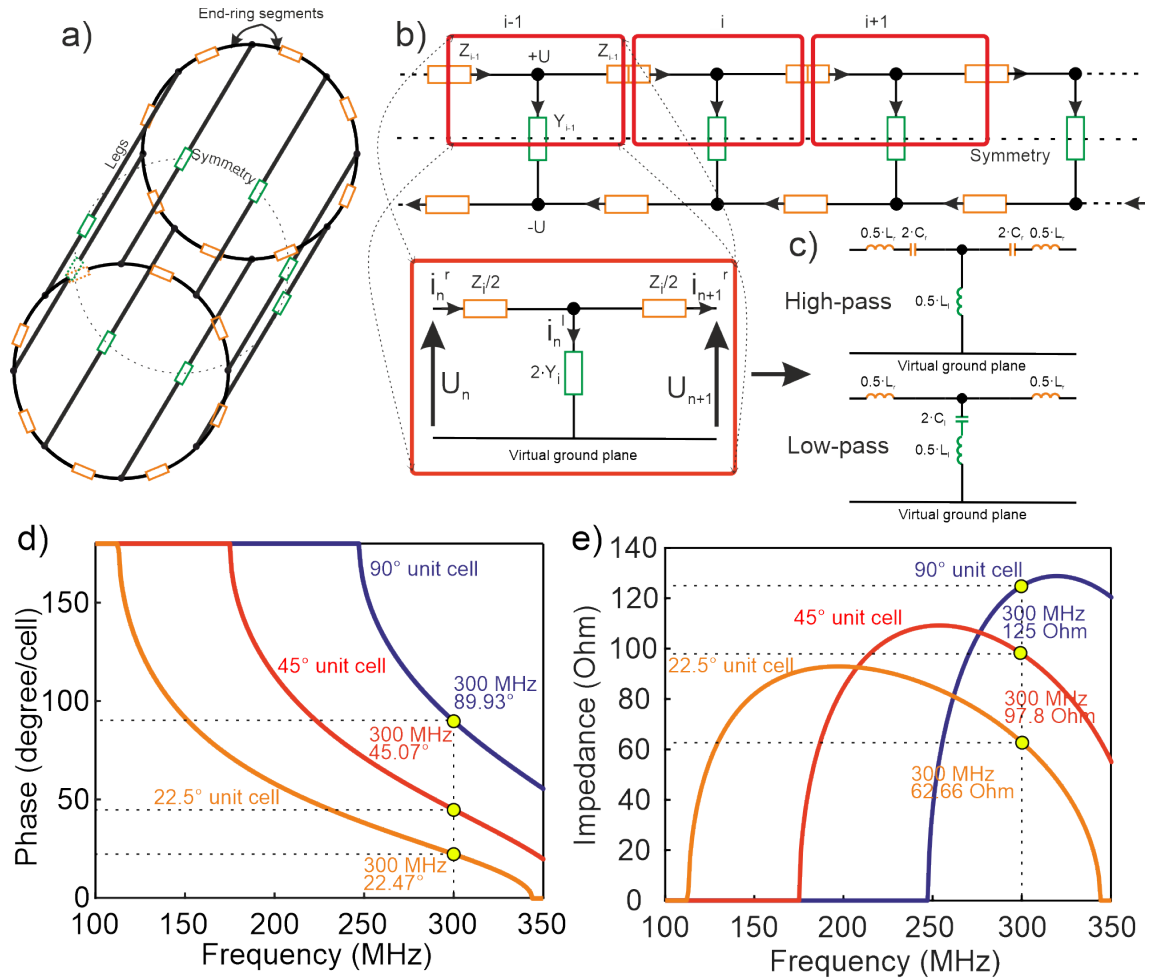 a)
End-ring segments
Legs
Symmetry
b)
i-1
i
i+1
Z i-1
+U
Z i-1
Y i-1
Symmetry
-U
i n r
Z i/2
Z i/2
i n+1 r
i n l
U n
2·Y i
U n+1
Virtual ground plane
c)
0.5·L r
2·C r
2·C r
0.5·L r
High-pass
0.5·L l
Virtual ground plane
0.5·L r
0.5·L r
2·C l
Low-pass
0.5·L l
Virtual ground plane
d)
Phase (degree/cell)
150
100
50
0
100
150
200
250
300
350
Frequency (MHz)
90° unit cell
45° unit cell
22.5° unit cell
300 MHz
89.93°
300 MHz
45.07°
300 MHz
22.47°
e)
Impedance (Ohm)
140
120
100
80
60
40
20
0
100
150
200
250
300
350
Frequency (MHz)
90° unit cell
45° unit cell
22.5° unit cell
300 MHz
125 Ohm
300 MHz
97.8 Ohm
300 MHz
62.66 Ohm